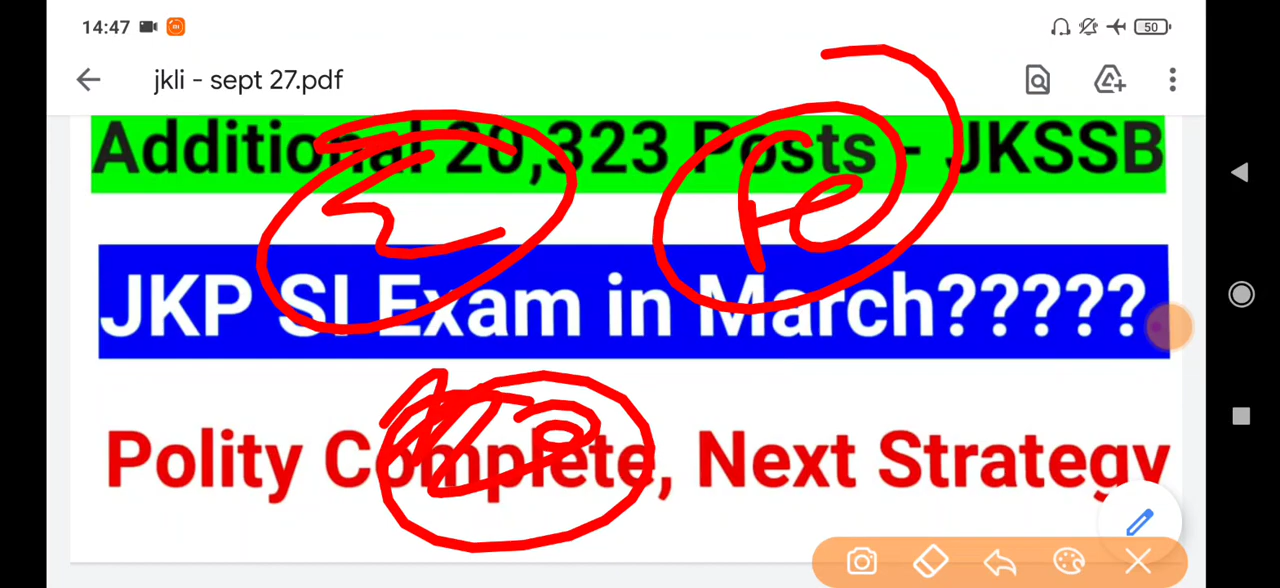 14:47
50
jkli - sept 27.pdf
Additional 20,323 Posts - JKSSB
JKP SI Exam in March?????
Polity Complete, Next Strategy